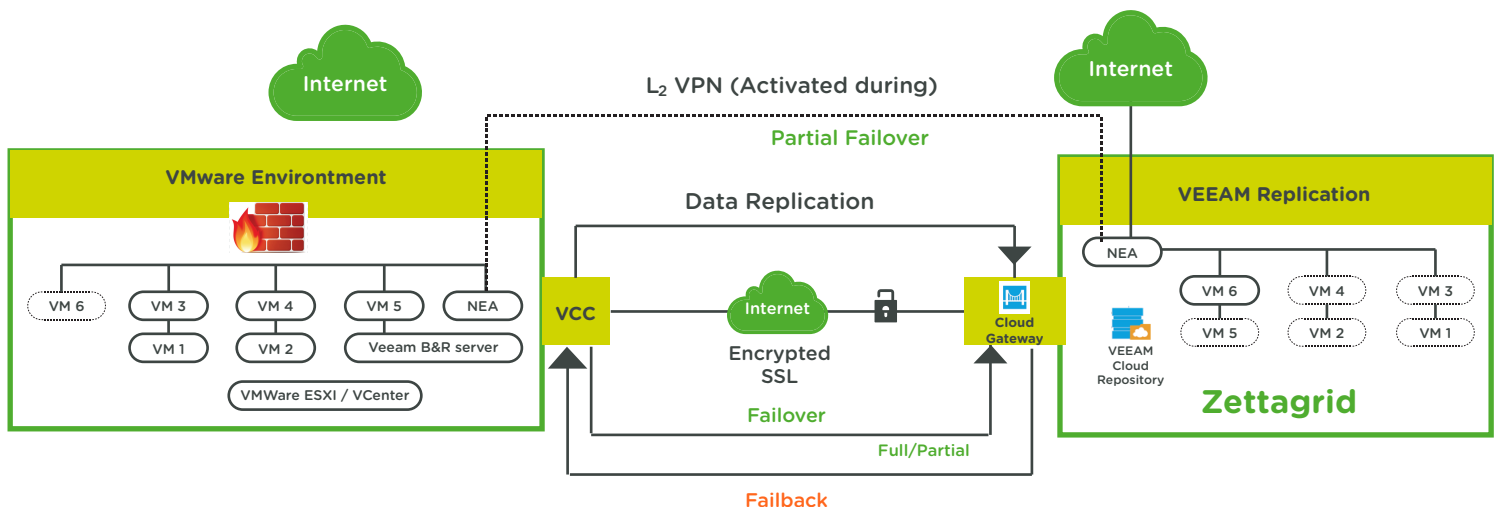 Internet
Internet
L₂ VPN (Activated during)
Partial Failover
VMware Environtment
VEEAM Replication
Data Replication
NEA
VM 6
VM 3
VM 4
VM 5
NEA
VCC
Internet
Cloud
Gateway
VM 6
VM 4
VM 3
VM 1
VM 2
Veeam B&R server
VM 5
VM 2
VM 1
Encrypted
SSL
VEEAM
Cloud
Repository
VMWare ESXI / VCenter
Zettagrid
Failover
Full/Partial
Failback